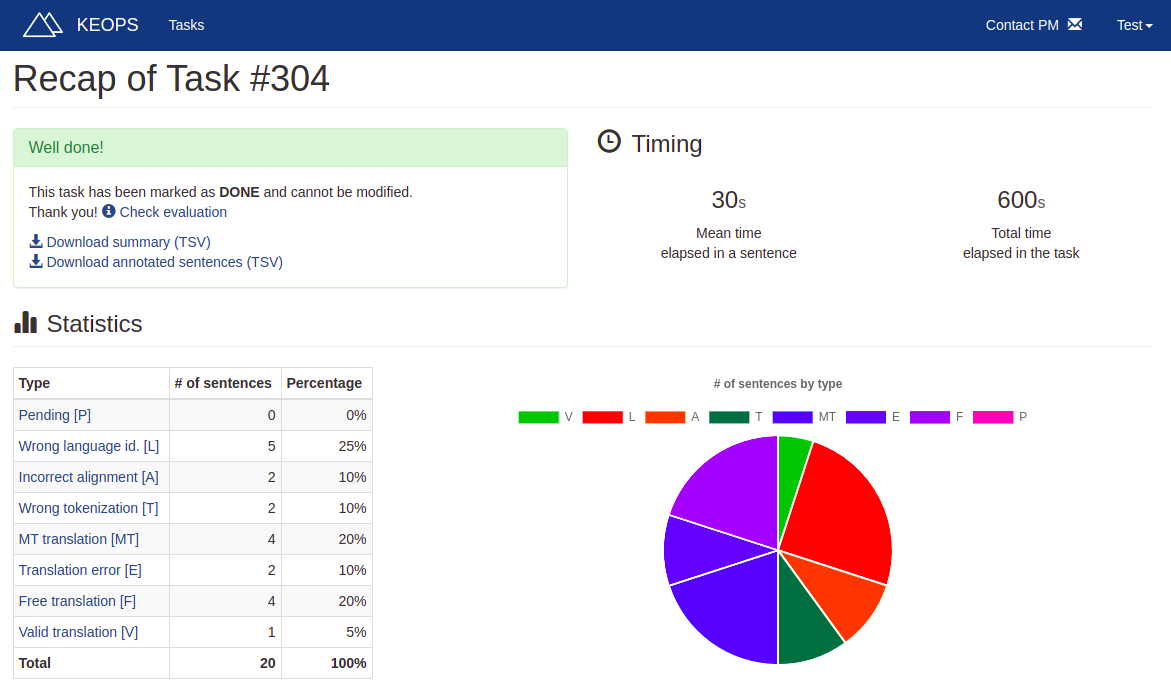 KEOPS Tasks Contact PM Test
Recap of Task #304
Well done!
This task has been marked as DONE and cannot be modified.
Thank you! Check evaluation
Download summary (TSV)
Download annotated sentences (TSV)
Timing
30s
Mean time
elapsed in a sentence
600s
Total time
elapsed in the task
Statistics
Type # of sentences Percentage
Pending [P] 0 0%
Wrong language id. [L] 5 25%
Incorrect alignment [A] 2 10%
Wrong tokenization [T] 2 10%
MT translation [MT] 4 20%
Translation error [E] 2 10%
Free translation [F] 4 20%
Valid translation [V] 1 5%
Total 20 100%
# of sentences by type
V L A T MT E F P